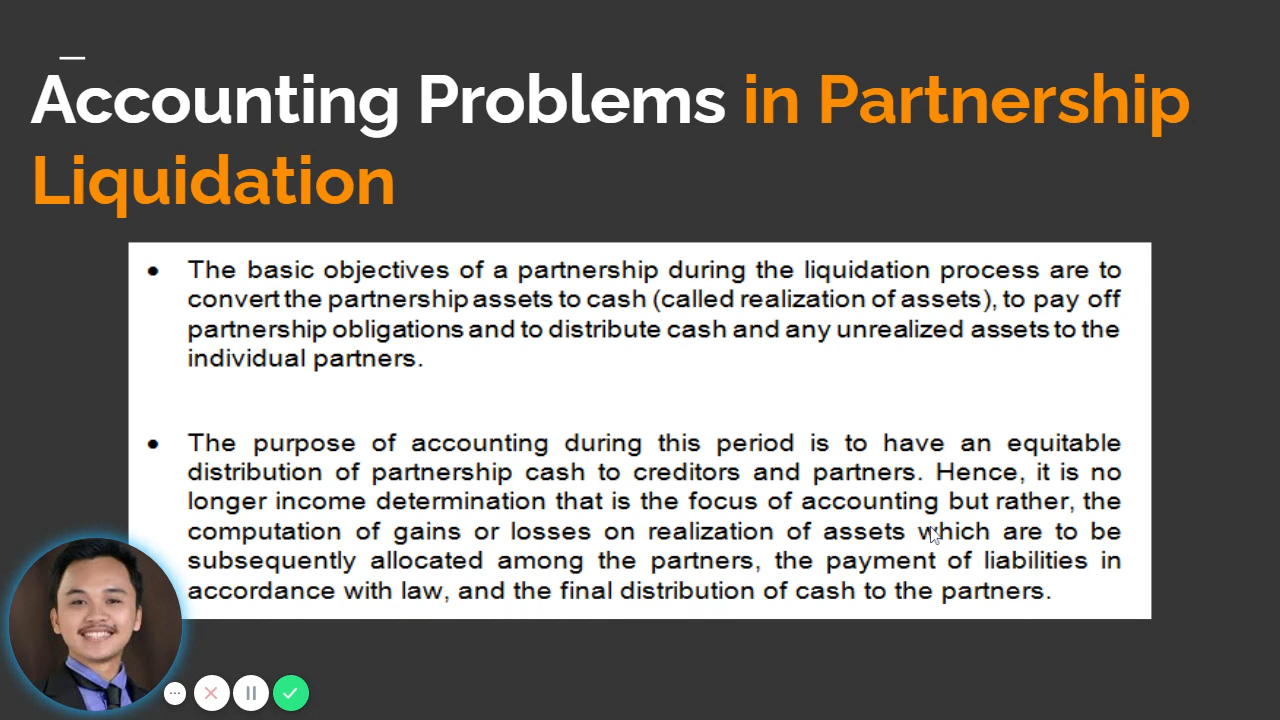 Accounting Problems in Partnership
Liquidation
• The basic objectives of a partnership during the liquidation process are to
convert the partnership assets to cash (called realization of assets), to pay off
partnership obligations and to distribute cash and any unrealized assets to the
individual partners.
• The purpose of accounting during this period is to have an equitable
distribution of partnership cash to creditors and partners. Hence, it is no
longer income determination that is the focus of accounting but rather, the
computation of gains or losses on realization of assets which are to be
subsequently allocated among the partners, the payment of liabilities in
accordance with law, and the final distribution of cash to the partners.